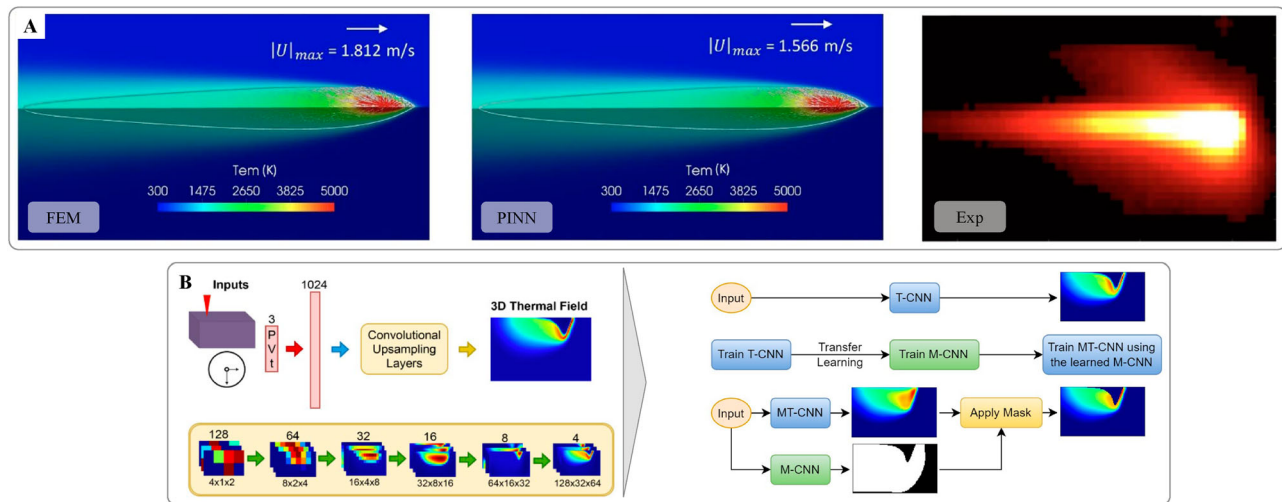 A
|U|max = 1.812 m/s
Tem (K)
300 1475 2650 3825 5000
FEM
|U|max = 1.566 m/s
Tem (K)
300 1475 2650 3825 5000
PINN
Exp
B
Inputs
3
P
V
t
1024
Convolutional
Upsampling
Layers
3D Thermal Field
128
64
32
16
8
4
4x1x2
8x2x4
16x4x8
32x8x16
64x16x32
128x32x64
Input
T-CNN
Train T-CNN
Transfer
Learning
Train M-CNN
Train MT-CNN using
the learned M-CNN
Input
MT-CNN
Apply Mask
M-CNN